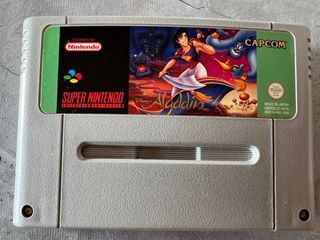 LICENSED BY
Nintendo
CAPCOM
SUPER NINTENDO
ENTERTAINMENT SYSTEM
Disney's Aladdin
MADE IN JAPAN